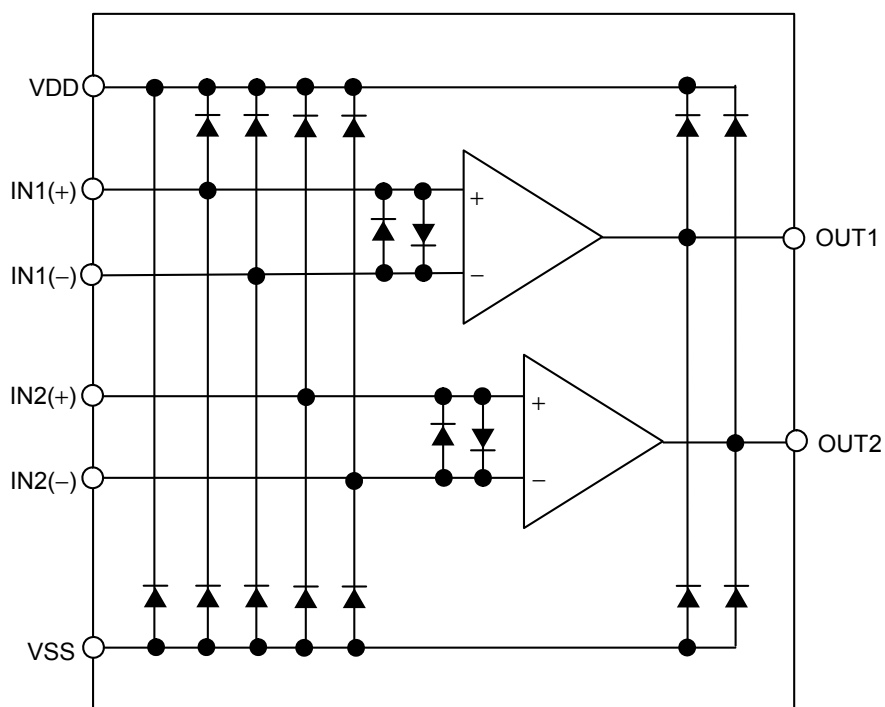 VDD
IN1(+)
+
OUT1
IN1(−)
−
IN2(+)
+
OUT2
IN2(−)
−
VSS